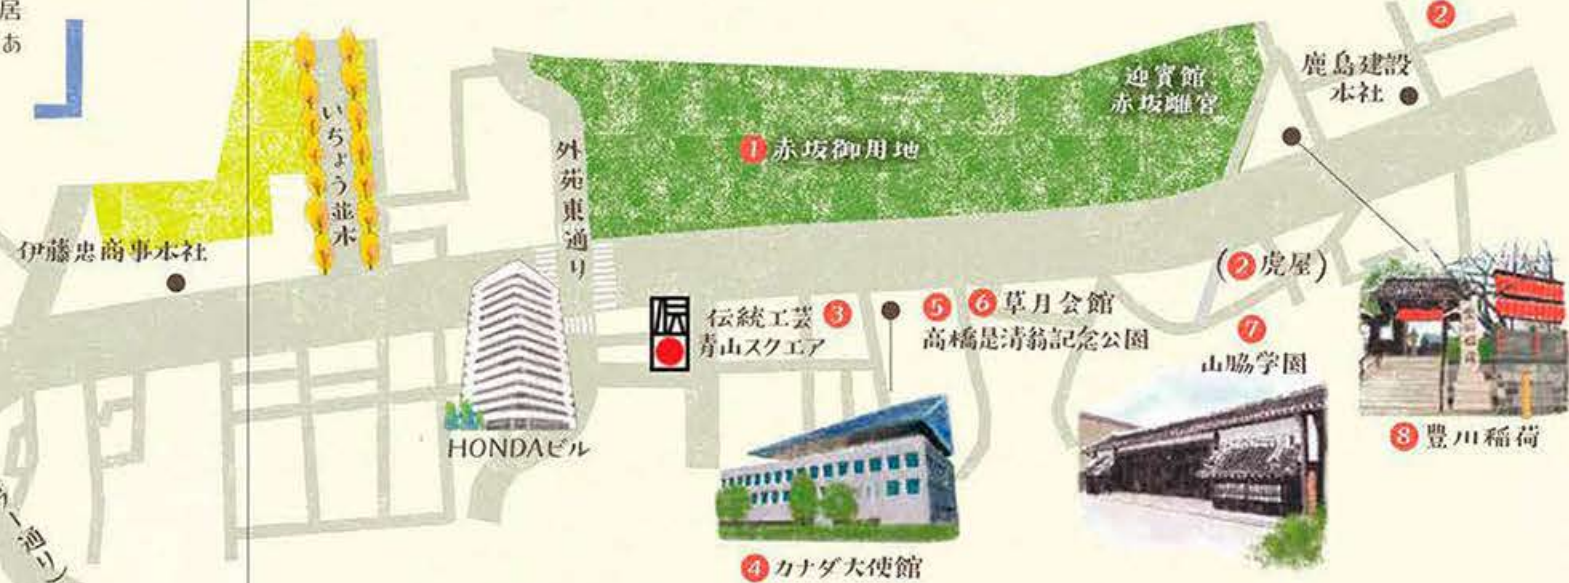 居
あ
いちょう並木
伊藤忠商事本社
外苑東通り
HONDAビル
伝
伝統工芸 ③
青山スクエア
① 赤坂御用地
迎賓館
赤坂離宮
②
鹿島建設
本社
(② 虎屋)
⑤ ⑥ 草月会館
高橋是清翁記念公園
⑦
山脇学園
⑧ 豊川稲荷
④ カナダ大使館
ー通り)